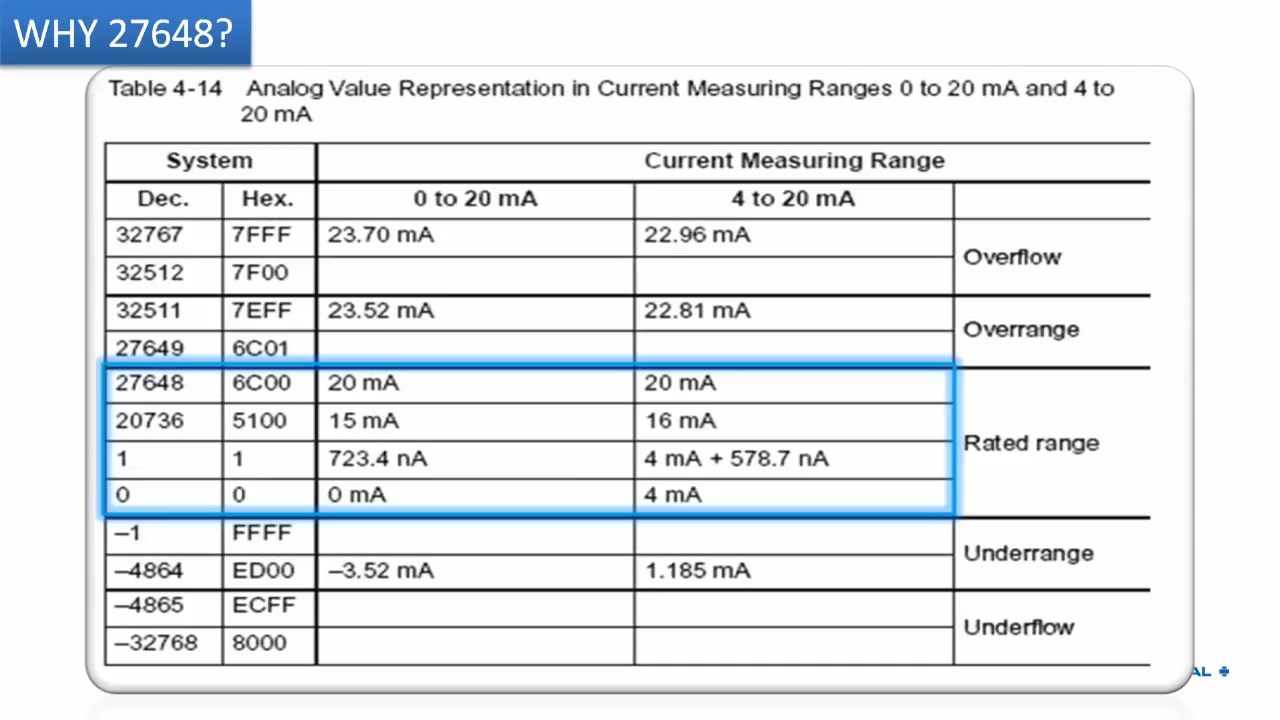 WHY 27648?
Table 4-14 Analog Value Representation in Current Measuring Ranges 0 to 20 mA and 4 to
20 mA
System Current Measuring Range
Dec. Hex. 0 to 20 mA 4 to 20 mA
32767 7FFF 23.70 mA 22.96 mA
Overflow
32512 7F00
32511 7EFF 23.52 mA 22.81 mA
Overrange
27649 6C01
27648 6C00 20 mA 20 mA
20736 5100 15 mA 16 mA
Rated range
1 1 723.4 nA 4 mA + 578.7 nA
0 0 0 mA 4 mA
–1 FFFF
Underrange
–4864 ED00 –3.52 mA 1.185 mA
–4865 ECFF
Underflow
–32768 8000